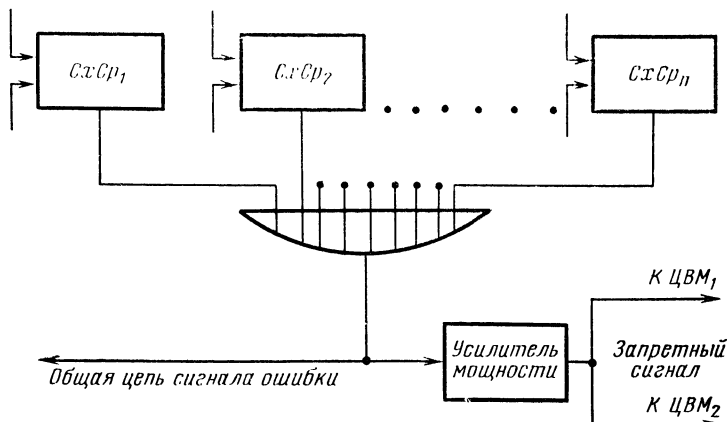 СхСр₁
СхСр₂
СхСрₙ
К ЦВМ₁
Усилитель
мощности
Запретный
сигнал
Общая цепь сигнала ошибки
К ЦВМ₂